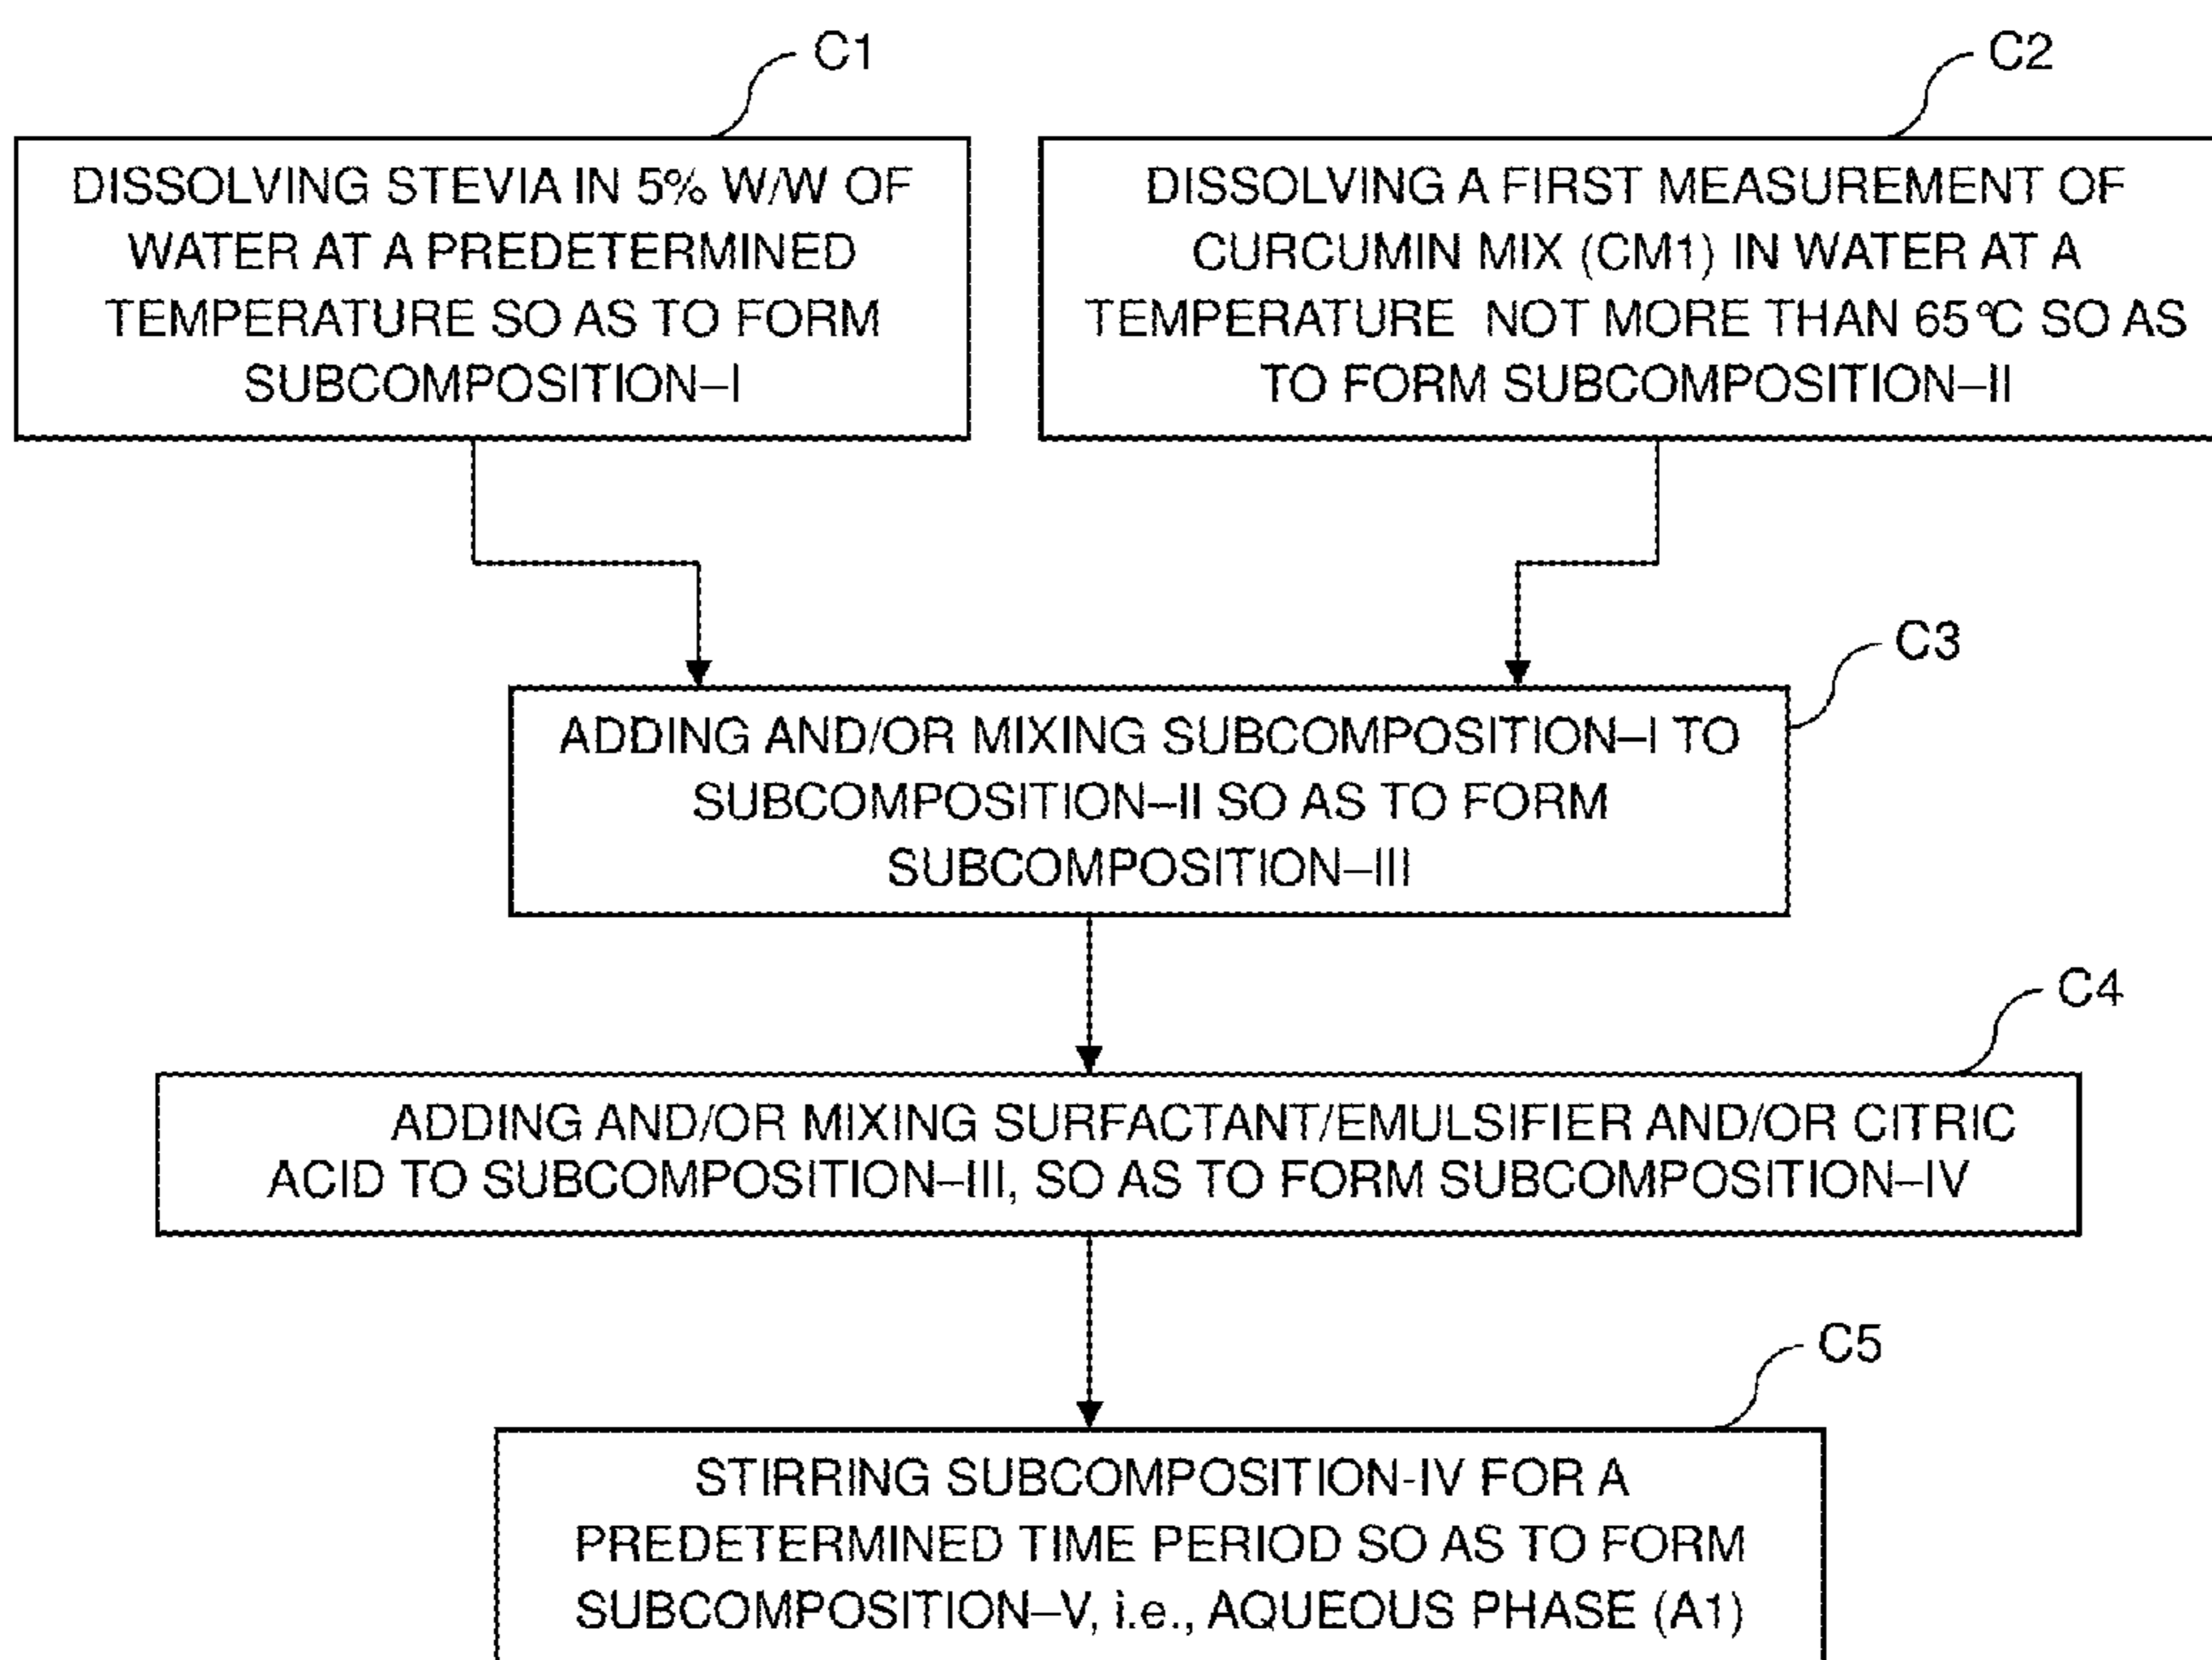 C1
DISSOLVING STEVIA IN 5% W/W OF
WATER AT A PREDETERMINED
TEMPERATURE SO AS TO FORM
SUBCOMPOSITION–I
C2
DISSOLVING A FIRST MEASUREMENT OF
CURCUMIN MIX (CM1) IN WATER AT A
TEMPERATURE NOT MORE THAN 65°C SO AS
TO FORM SUBCOMPOSITION–II
C3
ADDING AND/OR MIXING SUBCOMPOSITION–I TO
SUBCOMPOSITION–II SO AS TO FORM
SUBCOMPOSITION–III
C4
ADDING AND/OR MIXING SURFACTANT/EMULSIFIER AND/OR CITRIC
ACID TO SUBCOMPOSITION–III, SO AS TO FORM SUBCOMPOSITION–IV
C5
STIRRING SUBCOMPOSITION-IV FOR A
PREDETERMINED TIME PERIOD SO AS TO FORM
SUBCOMPOSITION–V, i.e., AQUEOUS PHASE (A1)